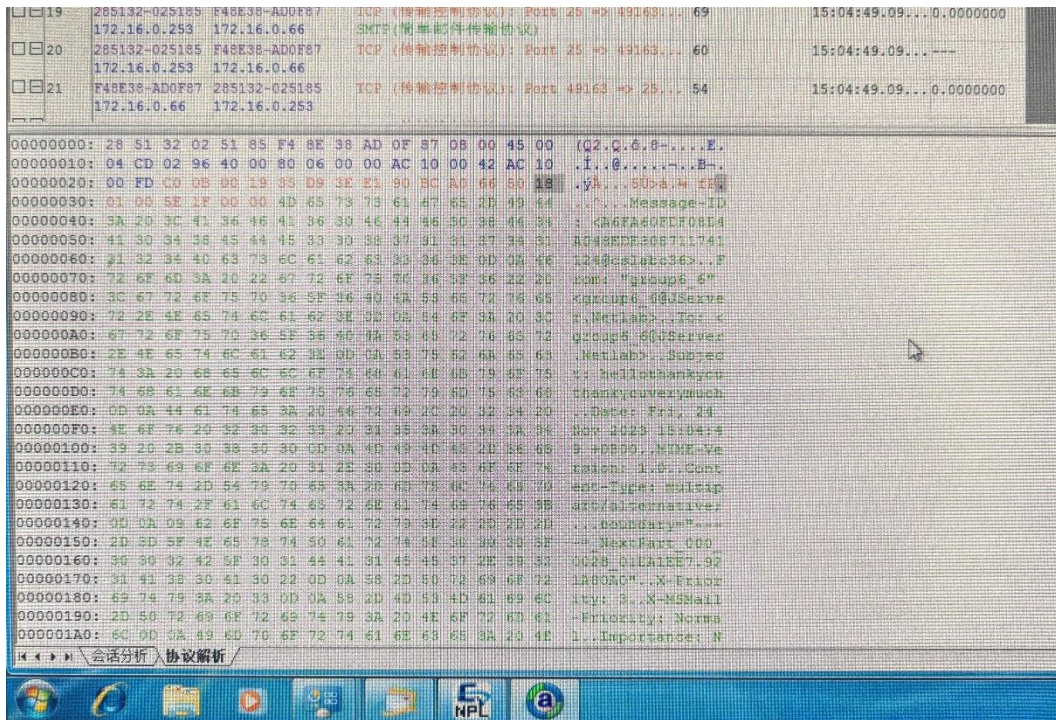 19 285132-025185 F48E38-AD0F87 TCP (传输控制协议): Port 25 => 49163... 69 15:04:49.09...0.0000000
172.16.0.253 172.16.0.66 SMTP(简单邮件传输协议)
20 285132-025185 F48E38-AD0F87 TCP (传输控制协议): Port 25 => 49163... 60 15:04:49.09...---
172.16.0.253 172.16.0.66
21 F48E38-AD0F87 285132-025185 TCP (传输控制协议): Port 49163 => 25... 54 15:04:49.09...0.0000000
172.16.0.66 172.16.0.253
00000000: 28 51 32 02 51 85 F4 8E 38 AD 0F 87 08 00 45 00
00000010: 04 CD 02 96 40 00 80 06 00 00 AC 10 00 42 AC 10
00000020: 00 FD C0 0B 00 19 35 D9 3E E1 90 BC A0 66 50 18
00000030: 01 00 5E 1F 00 00 4D 65 73 73 61 67 65 2D 49 44 Message-ID
00000040: 3A 20 3C 41 36 46 41 36 30 46 44 46 30 38 44 34 : <A6FA60FDF08D4
00000050: 41 30 34 38 45 44 45 33 30 38 37 31 31 37 34 31 A048EDE308711741
00000060: 31 32 34 40 63 73 6C 61 62 63 33 36 3E 0D 0A 46
00000070: 72 6F 6D 3A 20 22 67 72 6F 75 70 36 5F 36 22 20 rom: "group6_6"
00000080: 3C 67 72 6F 75 70 36 5F 36 40 4A 53 65 72 76 65 <group6_6@JServe
00000090: 72 2E 4E 65 74 6C 61 62 3E 0D 0A 54 6F 3A 20 3C r.Netlab>..To: <
000000A0: 67 72 6F 75 70 36 5F 36 40 4A 53 65 72 76 65 72 group6_6@JServer
000000B0: 2E 4E 65 74 6C 61 62 3E 0D 0A 53 75 62 6A 65 63 .Netlab>..Subjec
000000C0: 74 3A 20 68 65 6C 6C 6F 74 68 61 6E 6B 79 6F 75 t: hellothankyou
000000D0: 74 68 61 6E 6B 79 6F 75 76 65 72 79 6D 75 63 68 thankyouverymuch
000000E0: 0D 0A 44 61 74 65 3A 20 46 72 69 2C 20 32 34 20 ..Date: Fri, 24
000000F0: 4E 6F 76 20 32 30 32 33 20 31 35 3A 30 34 3A 34 Nov 2023 15:04:4
00000100: 39 20 2B 30 38 30 30 0D 0A 4D 49 4D 45 2D 56 65 9 +0800..MIME-Ve
00000110: 72 73 69 6F 6E 3A 20 31 2E 30 0D 0A 43 6F 6E 74 rsion: 1.0..Cont
00000120: 65 6E 74 2D 54 79 70 65 3A 20 6D 75 6C 74 69 70 ent-Type: multip
00000130: 61 72 74 2F 61 6C 74 65 72 6E 61 74 69 76 65 3B art/alternative;
00000140: 0D 0A 09 62 6F 75 6E 64 61 72 79 3D 22 2D 2D 2D ...boundary="---
00000150: 2D 3D 5F 4E 65 78 74 50 61 72 74 5F 30 30 30 5F -=_NextPart_000_
00000160: 30 30 32 42 5F 30 31 44 41 31 45 45 37 2E 39 32 002B_01DA1EE7.92
00000170: 31 41 38 30 41 30 22 0D 0A 58 2D 50 72 69 6F 72 1A80A0"..X-Prior
00000180: 69 74 79 3A 20 33 0D 0A 58 2D 4D 53 4D 61 69 6C ity: 3..X-MSMail
00000190: 2D 50 72 69 6F 72 69 74 79 3A 20 4E 6F 72 6D 61 -Priority: Norma
000001A0: 6C 0D 0A 49 6D 70 6F 72 74 61 6E 63 65 3A 20 4E l..Importance: N
会话分析 协议解析
NPL
a